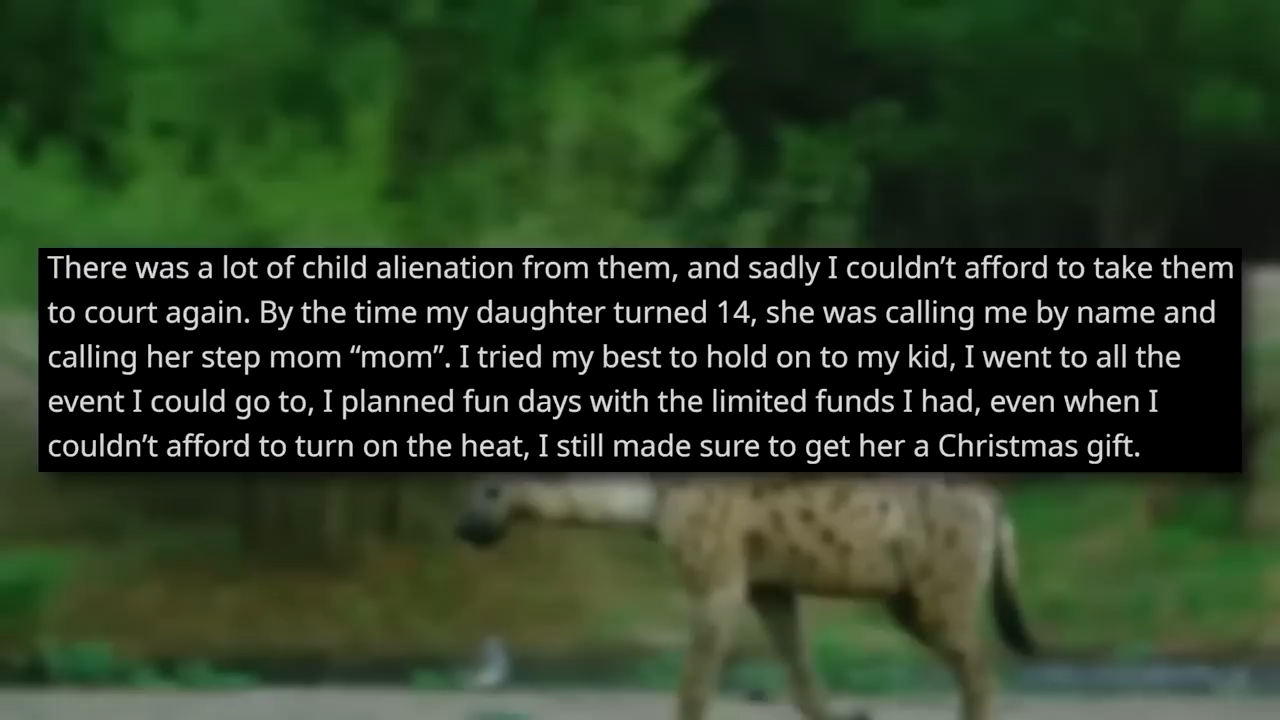 There was a lot of child alienation from them, and sadly I couldn’t afford to take them
to court again. By the time my daughter turned 14, she was calling me by name and
calling her step mom “mom”. I tried my best to hold on to my kid, I went to all the
event I could go to, I planned fun days with the limited funds I had, even when I
couldn’t afford to turn on the heat, I still made sure to get her a Christmas gift.